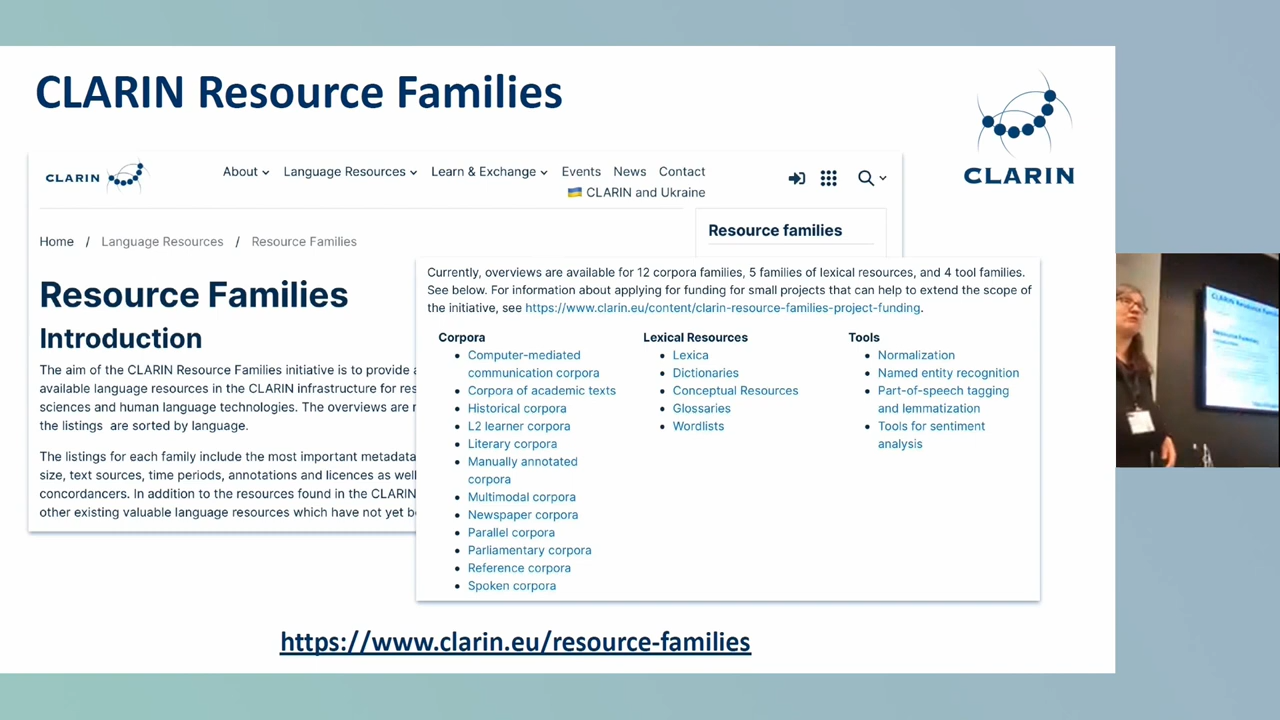 CLARIN Resource Families
CLARIN
CLARIN
About
Language Resources
Learn & Exchange
Events
News
Contact
CLARIN and Ukraine
Home / Language Resources / Resource Families
Resource families
Resource Families
Introduction
The aim of the CLARIN Resource Families initiative is to provide
available language resources in the CLARIN infrastructure for
sciences and human language technologies. The overviews are
the listings are sorted by language.
The listings for each family include the most important metadata
size, text sources, time periods, annotations and licences as
concordancers. In addition to the resources found in the CLARIN
other existing valuable language resources which have not yet
Currently, overviews are available for 12 corpora families, 5 families of lexical resources, and 4 tool families.
See below. For information about applying for funding for small projects that can help to extend the scope of
the initiative, see https://www.clarin.eu/content/clarin-resource-families-project-funding.
Corpora
Computer-mediated
communication corpora
Corpora of academic texts
Historical corpora
L2 learner corpora
Literary corpora
Manually annotated
corpora
Multimodal corpora
Newspaper corpora
Parallel corpora
Parliamentary corpora
Reference corpora
Spoken corpora
Lexical Resources
Lexica
Dictionaries
Conceptual Resources
Glossaries
Wordlists
Tools
Normalization
Named entity recognition
Part-of-speech tagging
and lemmatization
Tools for sentiment
analysis
https://www.clarin.eu/resource-families